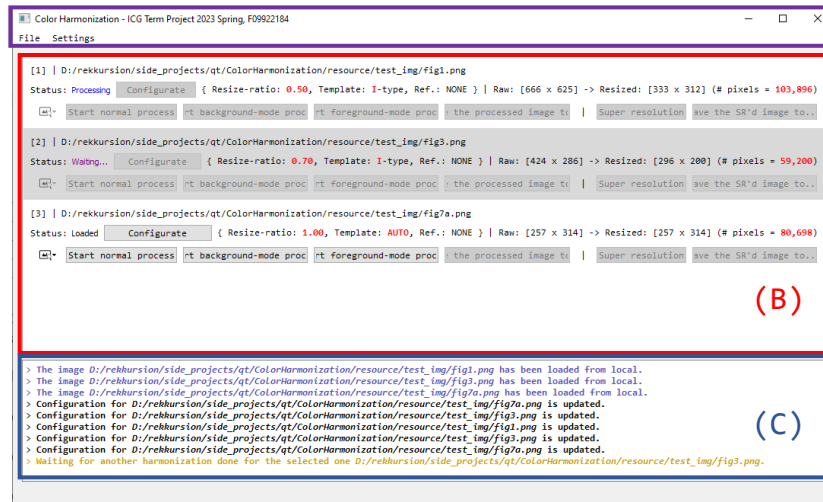 Color Harmonization - ICG Term Project 2023 Spring, F09922184
File Settings
[1] | D:/rekkursion/side_projects/qt/ColorHarmonization/resource/test_img/fig1.png
Status: Processing Configurate { Resize-ratio: 0.50, Template: I-type, Ref.: NONE } | Raw: [666 x 625] -> Resized: [333 x 312] (# pixels = 103,896)
Start normal process rt background-mode proc rt foreground-mode proc the processed image to | Super resolution ave the SR'd image to..
[2] | D:/rekkursion/side_projects/qt/ColorHarmonization/resource/test_img/fig3.png
Status: Waiting... Configurate { Resize-ratio: 0.70, Template: I-type, Ref.: NONE } | Raw: [424 x 286] -> Resized: [296 x 200] (# pixels = 59,200)
Start normal process rt background-mode proc rt foreground-mode proc the processed image to | Super resolution ave the SR'd image to..
[3] | D:/rekkursion/side_projects/qt/ColorHarmonization/resource/test_img/fig7a.png
Status: Loaded Configurate { Resize-ratio: 1.00, Template: AUTO, Ref.: NONE } | Raw: [257 x 314] -> Resized: [257 x 314] (# pixels = 80,698)
Start normal process rt background-mode proc rt foreground-mode proc the processed image to | Super resolution ave the SR'd image to..
(B)
> The image D:/rekkursion/side_projects/qt/ColorHarmonization/resource/test_img/fig1.png has been loaded from local.
> The image D:/rekkursion/side_projects/qt/ColorHarmonization/resource/test_img/fig3.png has been loaded from local.
> The image D:/rekkursion/side_projects/qt/ColorHarmonization/resource/test_img/fig7a.png has been loaded from local.
> Configuration for D:/rekkursion/side_projects/qt/ColorHarmonization/resource/test_img/fig7a.png is updated.
> Configuration for D:/rekkursion/side_projects/qt/ColorHarmonization/resource/test_img/fig3.png is updated.
> Configuration for D:/rekkursion/side_projects/qt/ColorHarmonization/resource/test_img/fig1.png is updated.
> Configuration for D:/rekkursion/side_projects/qt/ColorHarmonization/resource/test_img/fig3.png is updated.
> Configuration for D:/rekkursion/side_projects/qt/ColorHarmonization/resource/test_img/fig7a.png is updated.
> Waiting for another harmonization done for the selected one D:/rekkursion/side_projects/qt/ColorHarmonization/resource/test_img/fig3.png.
(C)